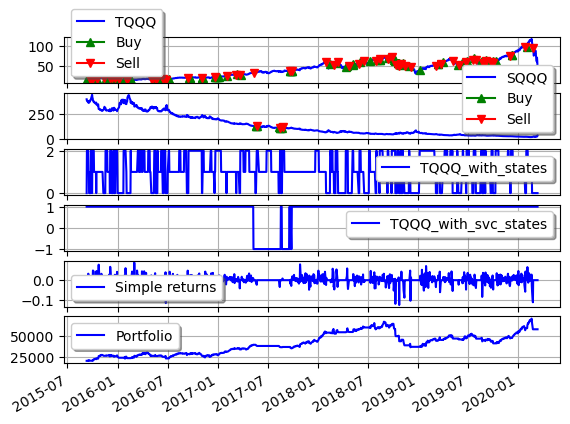 TQQQ
Buy
Sell
100
50
SQQQ
Buy
Sell
250
0
TQQQ_with_states
2
0
TQQQ_with_svc_states
1
0
−1
Simple returns
0.0
−0.1
Portfolio
50000
25000
2015-07
2016-01
2016-07
2017-01
2017-07
2018-01
2018-07
2019-01
2019-07
2020-01